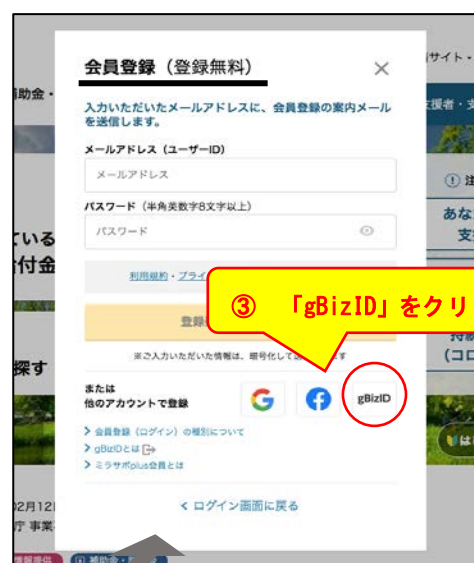 会員登録（登録無料）
サイト・
助金・
入力いただいたメールアドレスに、会員登録の案内メール
を送信します。
援者・支
メールアドレス（ユーザーID）
メールアドレス
パスワード（半角英数字8文字以上）
パスワード
あな
支
ている
付金
利用規約・プライ
③ 「gBizID」をクリ
登録
※ご入力いただいた情報は、暗号化して
す
探す
（コロ
または
他のアカウントで登録
gBizID
会員登録（ログイン）の種別について
gBizIDとは
ミラサポplus会員とは
は
02月12
庁 事業
ログイン画面に戻る
情報提供
補助金・